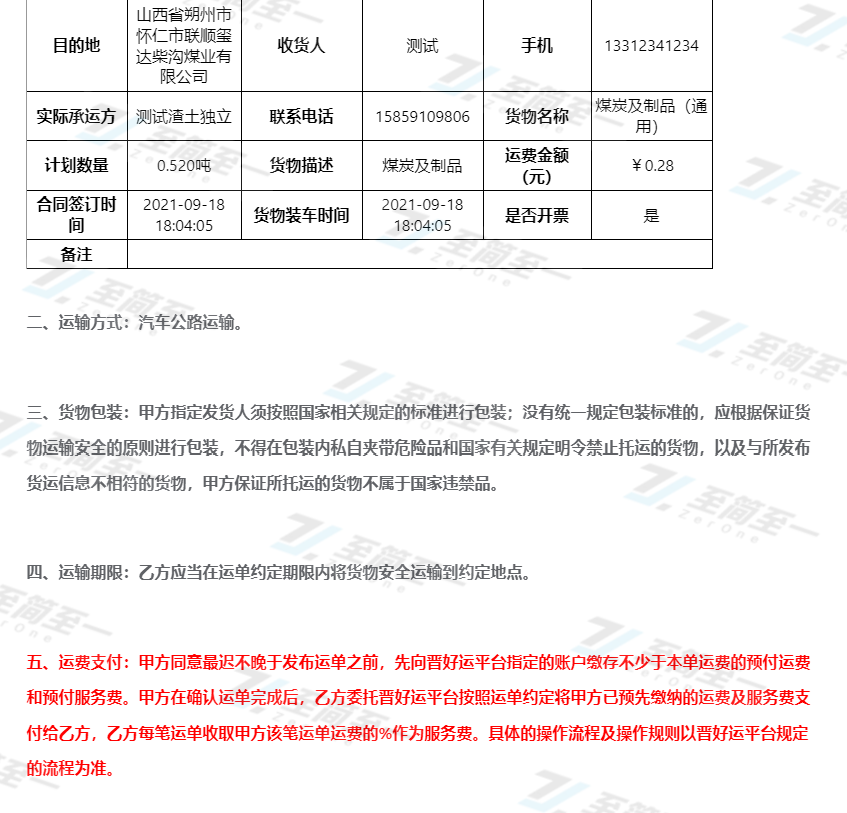 山西省朔州市
怀仁市联顺玺
达柴沟煤业有
限公司
目的地 收货人 测试 手机 13312341234
实际承运方 测试渣土独立 联系电话 15859109806 货物名称 煤炭及制品（通
用）
计划数量 0.520吨 货物描述 煤炭及制品 运费金额
（元） ￥0.28
合同签订时
间 2021-09-18
18:04:05 货物装车时间 2021-09-18
18:04:05 是否开票 是
备注
二、运输方式：汽车公路运输。
三、货物包装：甲方指定发货人须按照国家相关规定的标准进行包装；没有统一规定包装标准的，应根据保证货
物运输安全的原则进行包装，不得在包装内私自夹带危险品和国家有关规定明令禁止托运的货物，以及与所发布
货运信息不相符的货物，甲方保证所托运的货物不属于国家违禁品。
四、运输期限：乙方应当在运单约定期限内将货物安全运输到约定地点。
五、运费支付：甲方同意最迟不晚于发布运单之前，先向晋好运平台指定的账户缴存不少于本单运费的预付运费
和预付服务费。甲方在确认运单完成后，乙方委托晋好运平台按照运单约定将甲方已预先缴纳的运费及服务费支
付给乙方，乙方每笔运单收取甲方该笔运单运费的%作为服务费。具体的操作流程及操作规则以晋好运平台规定
的流程为准。
至简至一
ZerOne